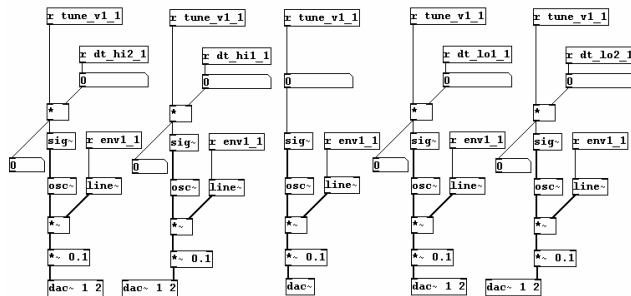 r tune_v1_1 r tune_v1_1 r tune_v1_1 r tune_v1_1 r tune_v1_1
r dt_hi2_1 r dt_hi1_1 r dt_lo1_1 r dt_lo2_1
0 0 0 0 0
* * * *
sig~ r env1_1 sig~ r env1_1 sig~ r env1_1 sig~ r env1_1 sig~ r env1_1
0 0 0 0
osc~ line~ osc~ line~ osc~ line~ osc~ line~ osc~ line~
*~ *~ *~ *~ *~
*~ 0.1 *~ 0.1 *~ 0.1 *~ 0.1 *~ 0.1
dac~ 1 2 dac~ 1 2 dac~ dac~ 1 2 dac~ 1 2